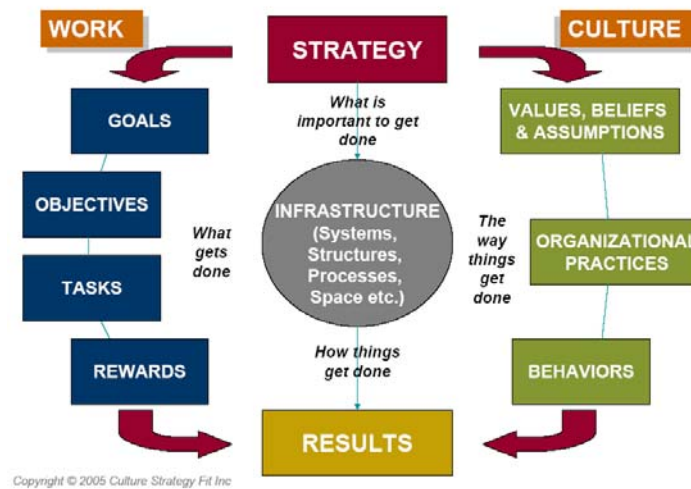 WORK
STRATEGY
CULTURE
What is
important to get
done
GOALS
VALUES, BELIEFS
& ASSUMPTIONS
OBJECTIVES
What
gets
done
INFRASTRUCTURE
(Systems,
Structures,
Processes,
Space etc.)
The
way
things
get
done
ORGANIZATIONAL
PRACTICES
TASKS
How things
get done
REWARDS
BEHAVIORS
RESULTS
Copyright © 2005 Culture Strategy Fit Inc